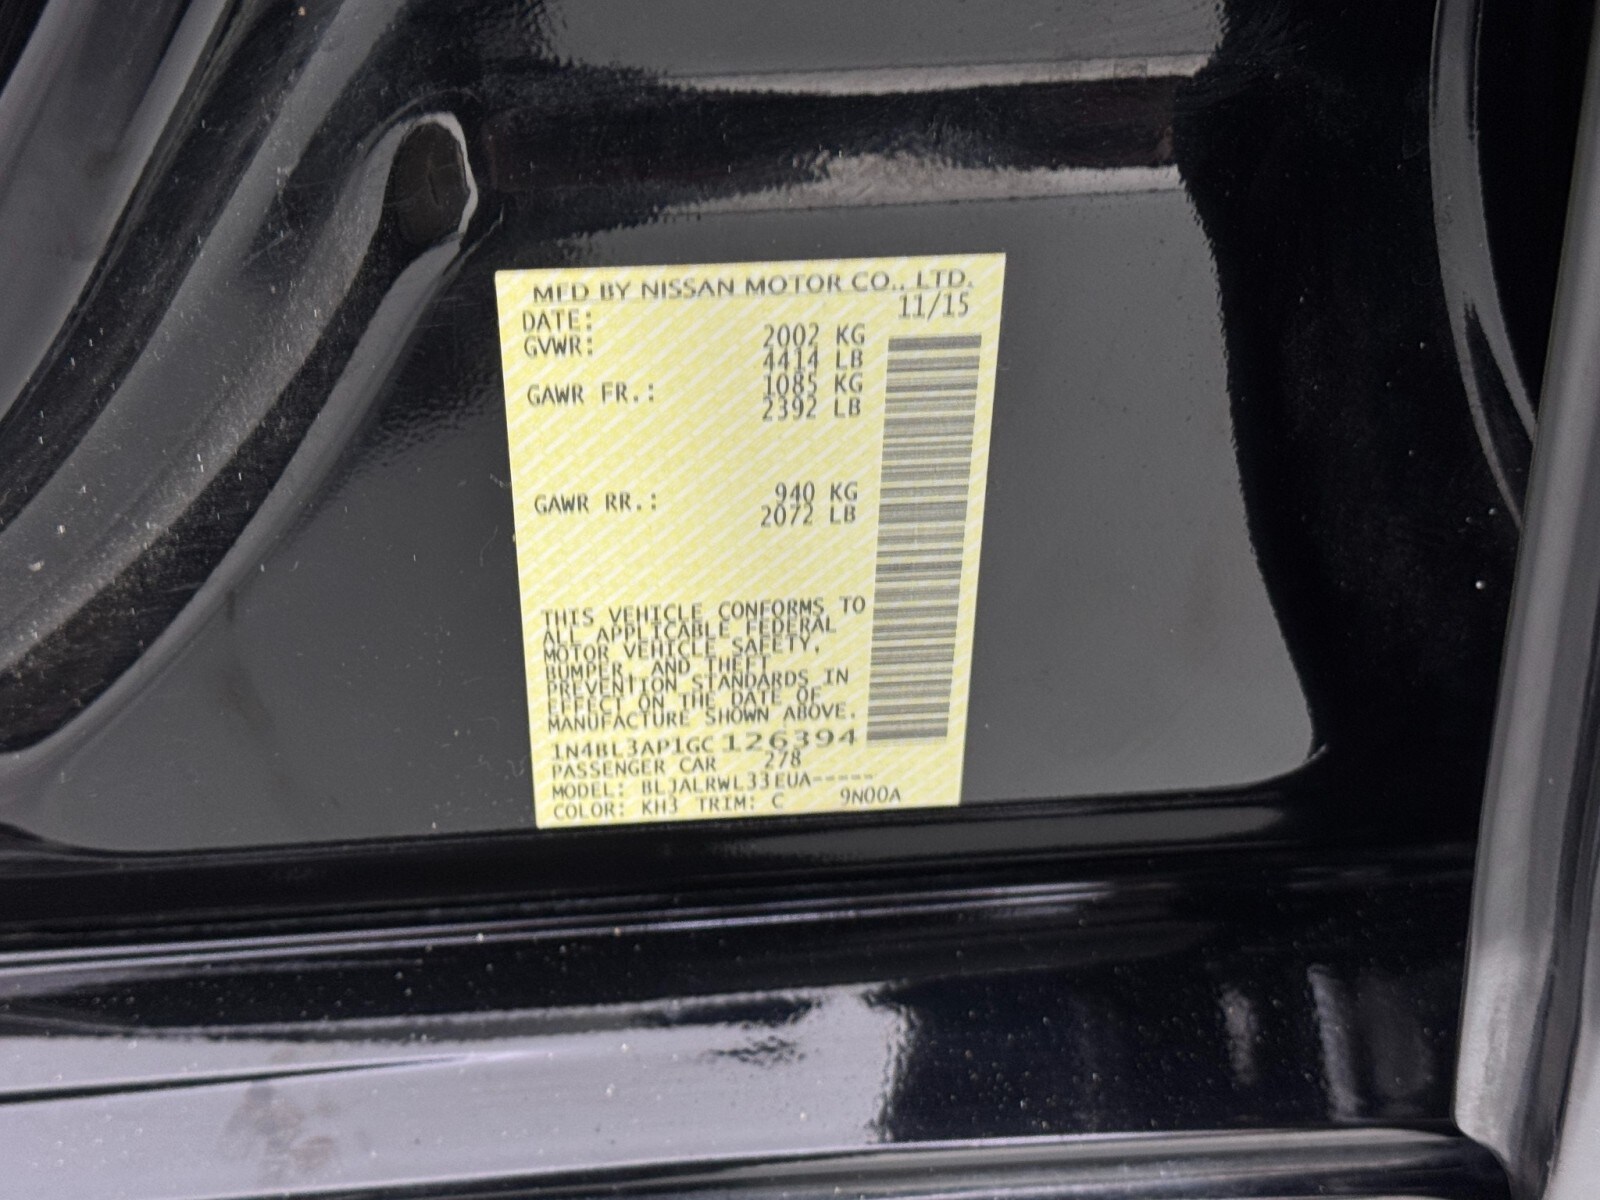 MFD BY NISSAN MOTOR CO., LTD.
DATE: 11/15
GVWR: 2002 KG
4414 LB
GAWR FR.: 1085 KG
2392 LB
GAWR RR.: 940 KG
2072 LB
THIS VEHICLE CONFORMS TO
ALL APPLICABLE FEDERAL
MOTOR VEHICLE SAFETY,
BUMPER, AND THEFT
PREVENTION STANDARDS IN
EFFECT ON THE DATE OF
MANUFACTURE SHOWN ABOVE.
1N4BL3AP1GC126394
PASSENGER CAR 278
MODEL: BLJALRWL33EUA-----
COLOR: KH3 TRIM: C 9N00A